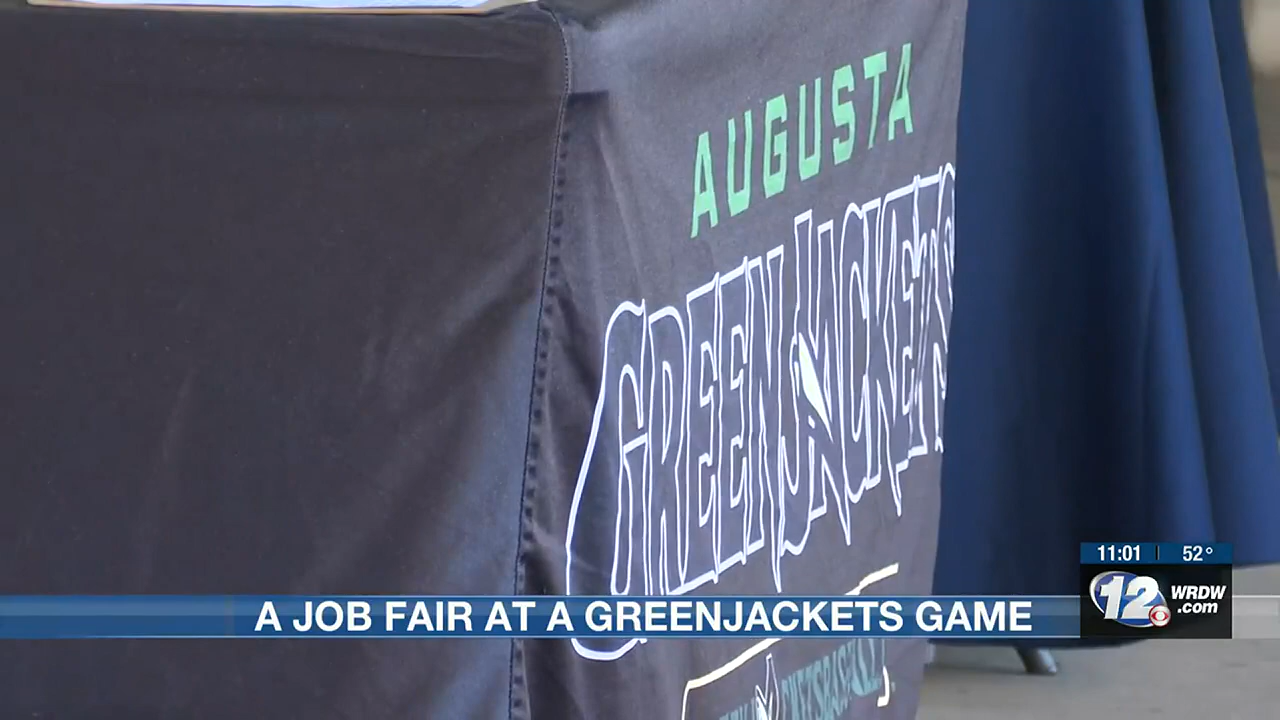 AUGUSTA
GREENJACKETS
A JOB FAIR AT A GREENJACKETS GAME
11:01 52°
12 WRDW
.com